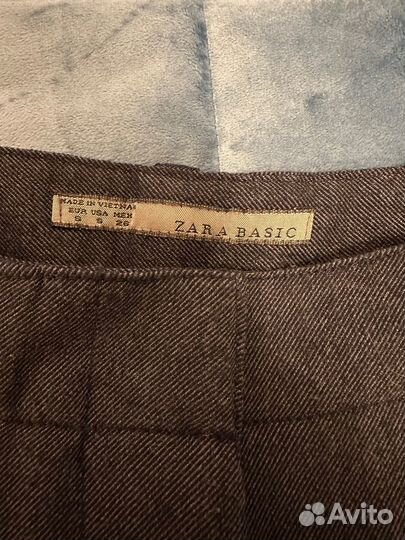 MADE IN VIETNAM
EUR USA MEX
S S 26
ZARA BASIC
Avito